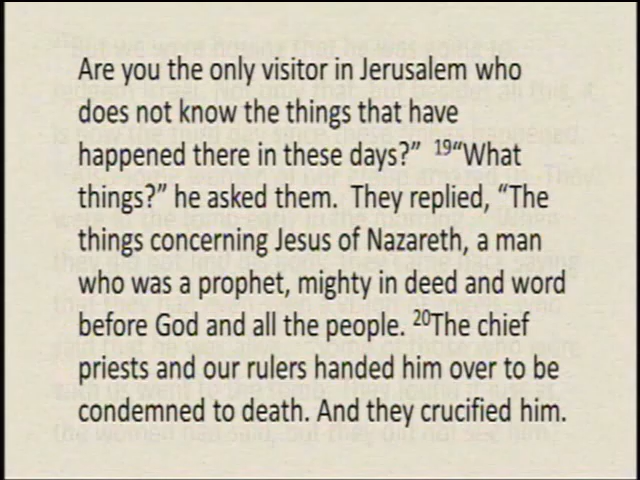 Are you the only visitor in Jerusalem who
does not know the things that have
happened there in these days?” ¹⁹“What
things?” he asked them.  They replied, “The
things concerning Jesus of Nazareth, a man
who was a prophet, mighty in deed and word
before God and all the people. ²⁰The chief
priests and our rulers handed him over to be
condemned to death. And they crucified him.